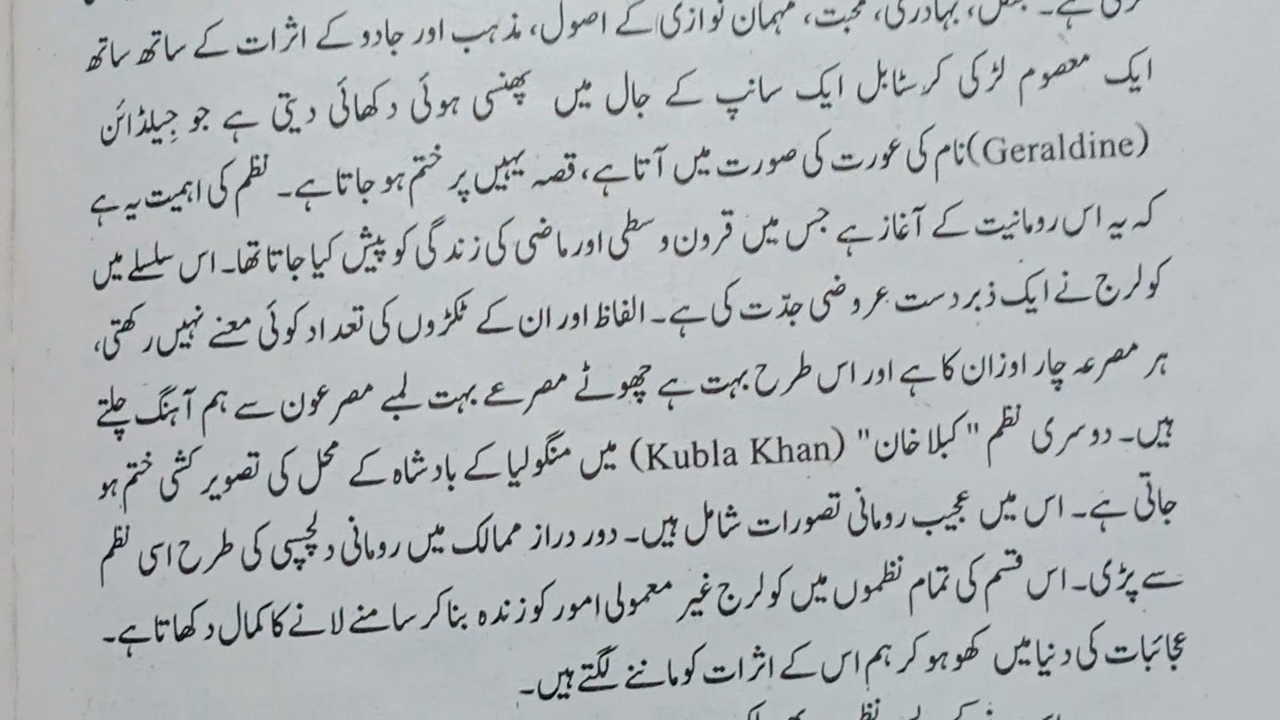 بہادری، محبت، مہمان نوازی کے اصول، مذہب اور جادو کے اثرات کے ساتھ ساتھ
ایک معصوم لڑکی کرسٹابل ایک سانپ کے جال میں پھنسی ہوئی دکھائی دیتی ہے جو جِیلڈائن
(Geraldine) نام کی عورت کی صورت میں آتا ہے، قصہ یہیں پر ختم ہو جاتا ہے۔ نظم کی اہمیت یہ ہے
کہ یہ اس رومانیت کے آغاز ہے جس میں قرون وسطٰی اور ماضی کی زندگی کو پیش کیا جاتا تھا۔ اس سلسلے میں
کولرج نے ایک ذبردست عروضی جدّت کی ہے۔ الفاظ اور ان کے ٹکڑوں کی تعداد کوئی معنے نہیں رکھتی،
ہر مصرعہ چار اوزان کا ہے اور اس طرح بہت ہے چھوٹے مصرعے بہت لمبے مصرعون سے ہم آہنگ چلتے
ہیں۔ دوسری نظم "کبلا خان" (Kubla Khan) میں منگولیا کے بادشاہ کے محل کی تصویر کشی ختم ہو
جاتی ہے۔ اس میں عجیب رومانی تصورات شامل ہیں۔ دور دراز ممالک میں رومانی دلچسپی کی طرح اسی نظم
سے پڑی۔ اس قسم کی تمام نظموں میں کولرج غیر معمولی امور کو زندہ بنا کر سامنے لانے کا کمال دکھاتا ہے۔
عجائبات کی دنیا میں کھو ہو کر ہم اس کے اثرات کو ماننے لگتے ہیں۔